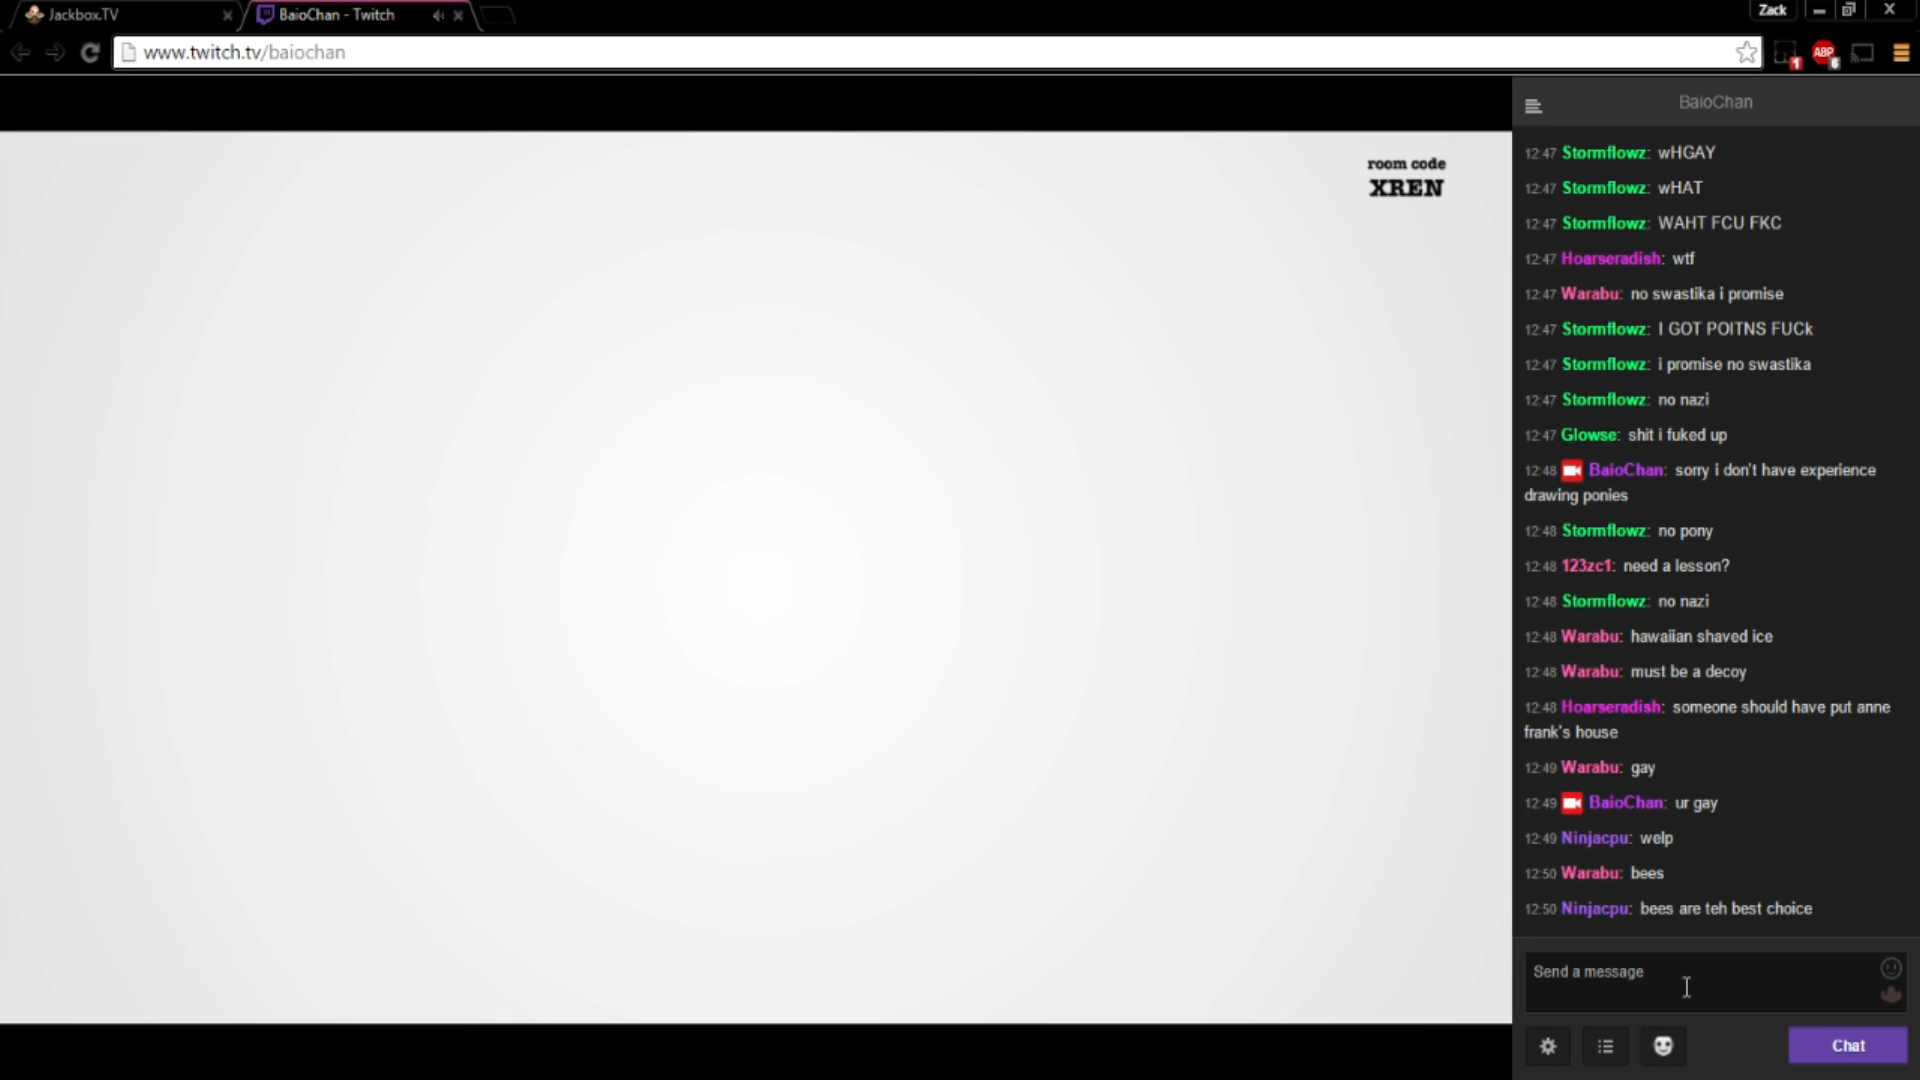 Jackbox.TV
BaioChan - Twitch
Zack
www.twitch.tv/baiochan
1
ABP
6
room code
XREN
BaioChan
12:47 Stormflowz: wHGAY
12:47 Stormflowz: wHAT
12:47 Stormflowz: WAHT FCU FKC
12:47 Hoarseradish: wtf
12:47 Warabu: no swastika i promise
12:47 Stormflowz: I GOT POITNS FUCk
12:47 Stormflowz: i promise no swastika
12:47 Stormflowz: no nazi
12:47 Glowse: shit i fuked up
12:48 BaioChan: sorry i don't have experience
drawing ponies
12:48 Stormflowz: no pony
12:48 123zc1: need a lesson?
12:48 Stormflowz: no nazi
12:48 Warabu: hawaiian shaved ice
12:48 Warabu: must be a decoy
12:48 Hoarseradish: someone should have put anne
frank's house
12:49 Warabu: gay
12:49 BaioChan: ur gay
12:49 Ninjacpu: welp
12:50 Warabu: bees
12:50 Ninjacpu: bees are teh best choice
Send a message
Chat